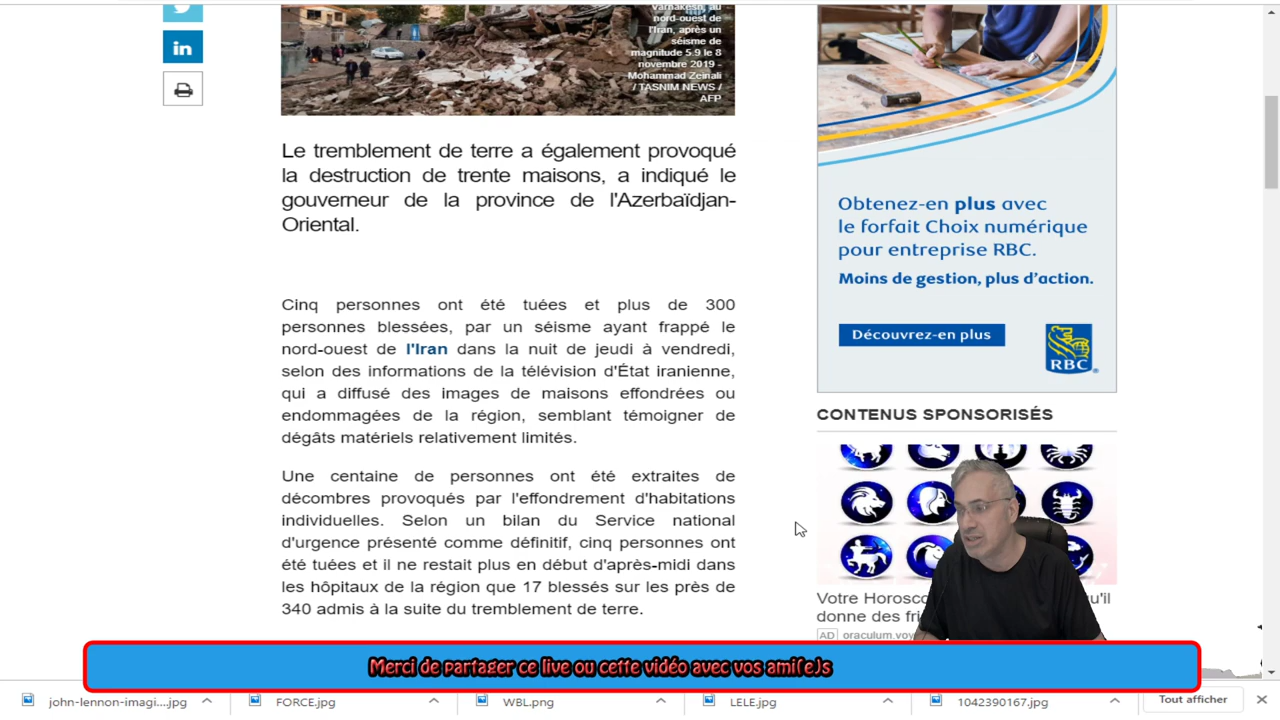 Varnakesh, au
nord-ouest de
l'Iran, après un
séisme de
magnitude 5.9 le 8
novembre 2019 -
Mohammad Zeinali
/ TASNIM NEWS /
AFP
Le tremblement de terre a également provoqué
la destruction de trente maisons, a indiqué le
gouverneur de la province de l'Azerbaïdjan-
Oriental.
Cinq personnes ont été tuées et plus de 300
personnes blessées, par un séisme ayant frappé le
nord-ouest de l'Iran dans la nuit de jeudi à vendredi,
selon des informations de la télévision d'État iranienne,
qui a diffusé des images de maisons effondrées ou
endommagées de la région, semblant témoigner de
dégâts matériels relativement limités.
Une centaine de personnes ont été extraites de
décombres provoqués par l'effondrement d'habitations
individuelles. Selon un bilan du Service national
d'urgence présenté comme définitif, cinq personnes ont
été tuées et il ne restait plus en début d'après-midi dans
les hôpitaux de la région que 17 blessés sur les près de
340 admis à la suite du tremblement de terre.
Obtenez-en plus avec
le forfait Choix numérique
pour entreprise RBC.
Moins de gestion, plus d'action.
Découvrez-en plus
RBC
CONTENUS SPONSORISÉS
Votre qu'il
donne des
AD
Merci de partager ce live ou cette vidéo avec vos ami(e)s
john-lennon-imagi....jpg
FORCE.jpg
WBL.png
LELE.jpg
1042390167.jpg
Tout afficher